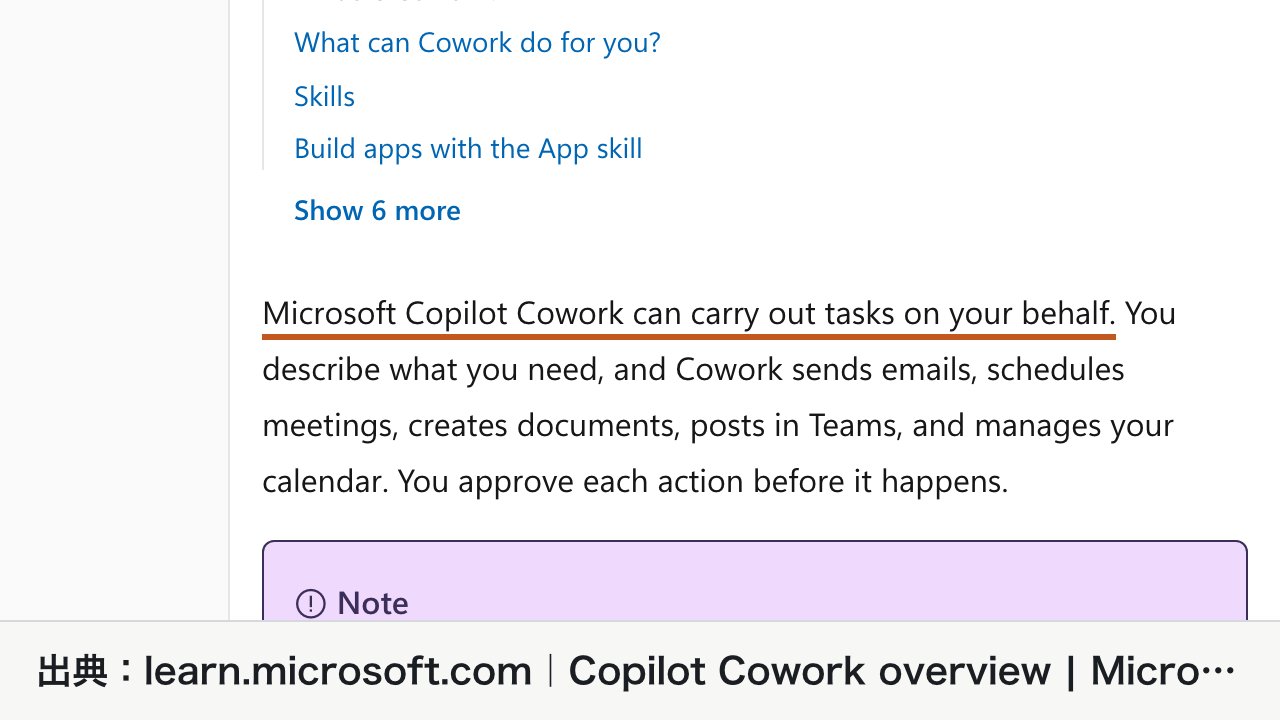 What can Cowork do for you?
Skills
Build apps with the App skill
Show 6 more
Microsoft Copilot Cowork can carry out tasks on your behalf. You
describe what you need, and Cowork sends emails, schedules
meetings, creates documents, posts in Teams, and manages your
calendar. You approve each action before it happens.
Note
出典：learn.microsoft.com｜Copilot Cowork overview | Micro…